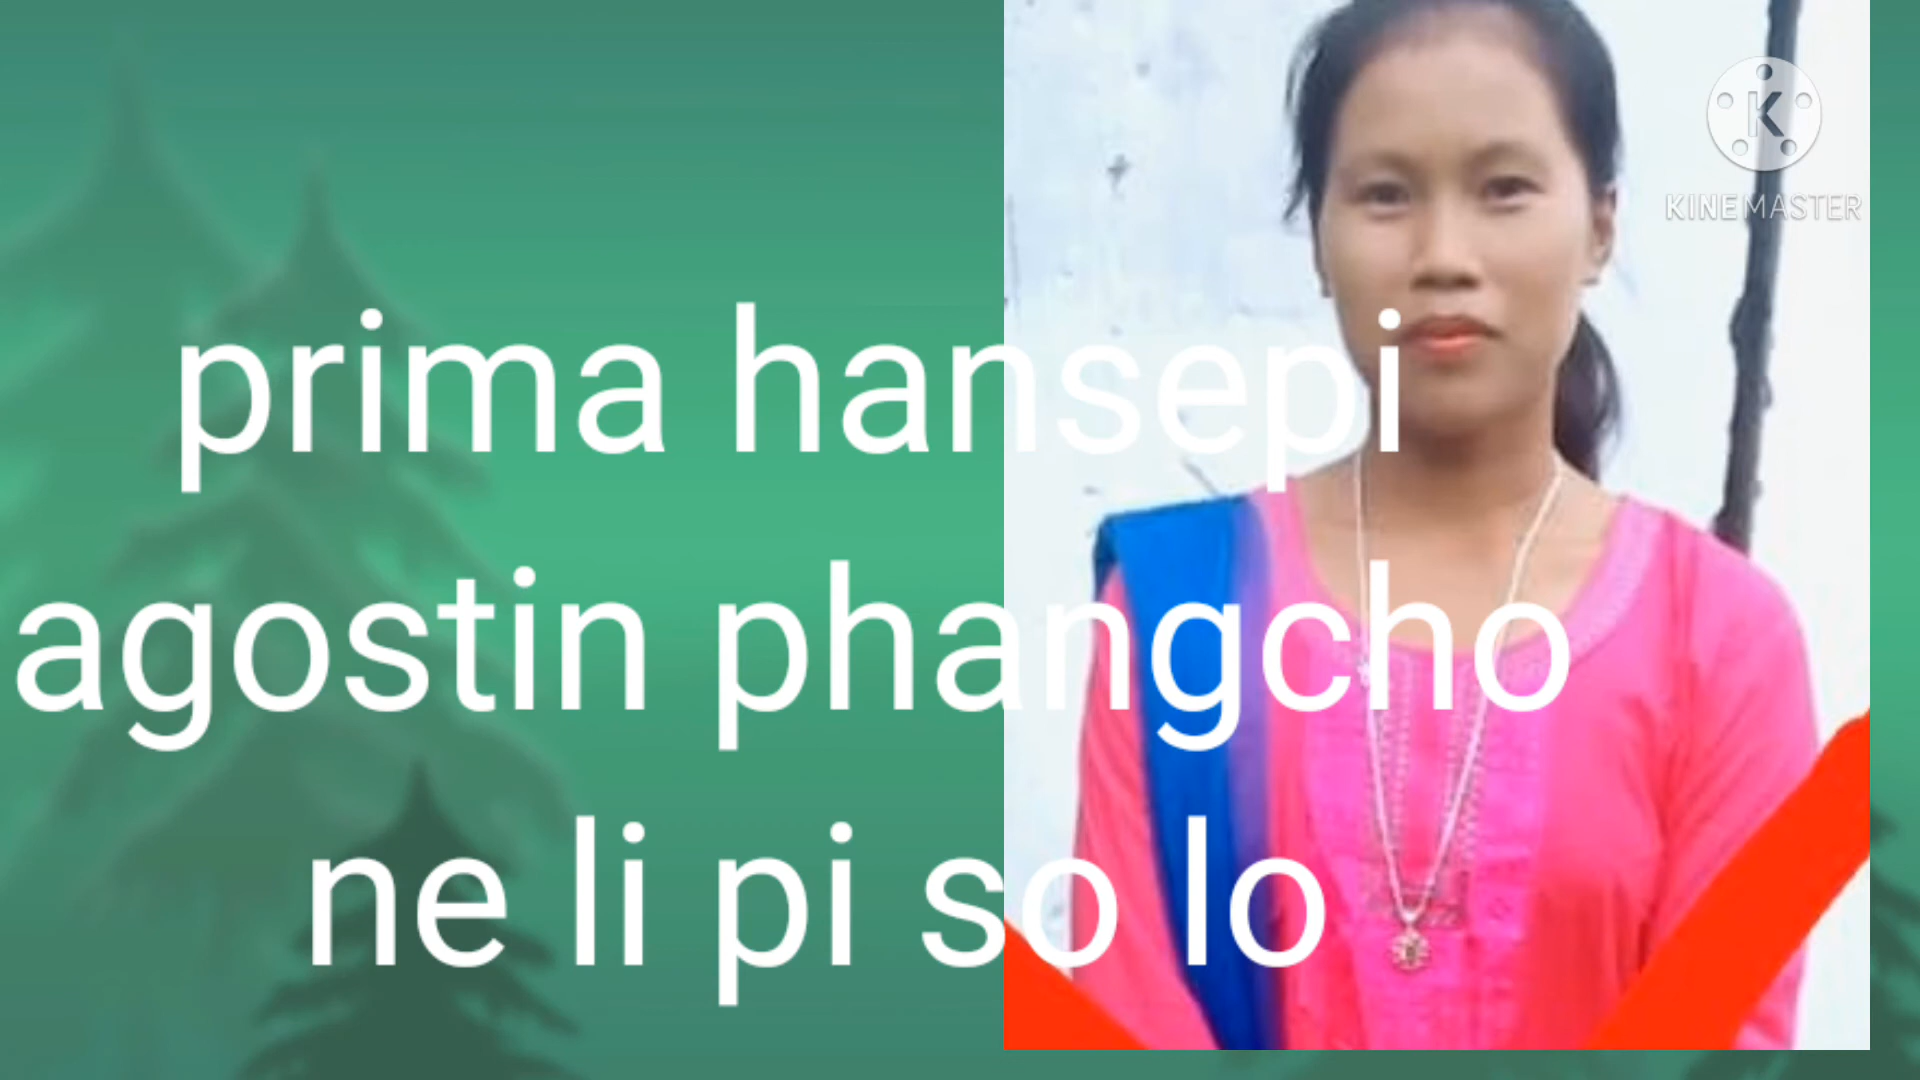 prima hansepi
agostin phangcho
ne li pi so lo
K
KINEMASTER